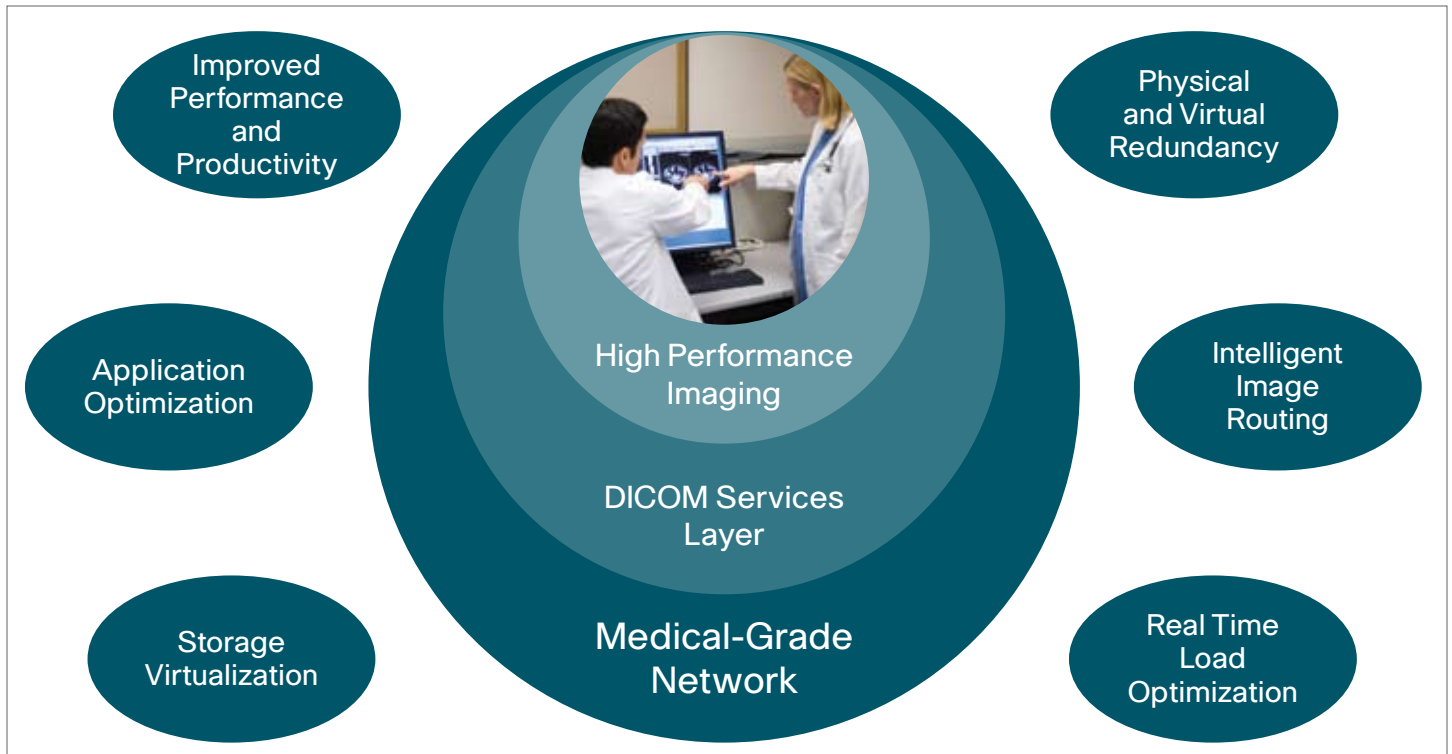 Improved
Performance
and
Productivity
Physical
and Virtual
Redundancy
Application
Optimization
High Performance
Imaging
Intelligent
Image
Routing
DICOM Services
Layer
Storage
Virtualization
Medical-Grade
Network
Real Time
Load
Optimization